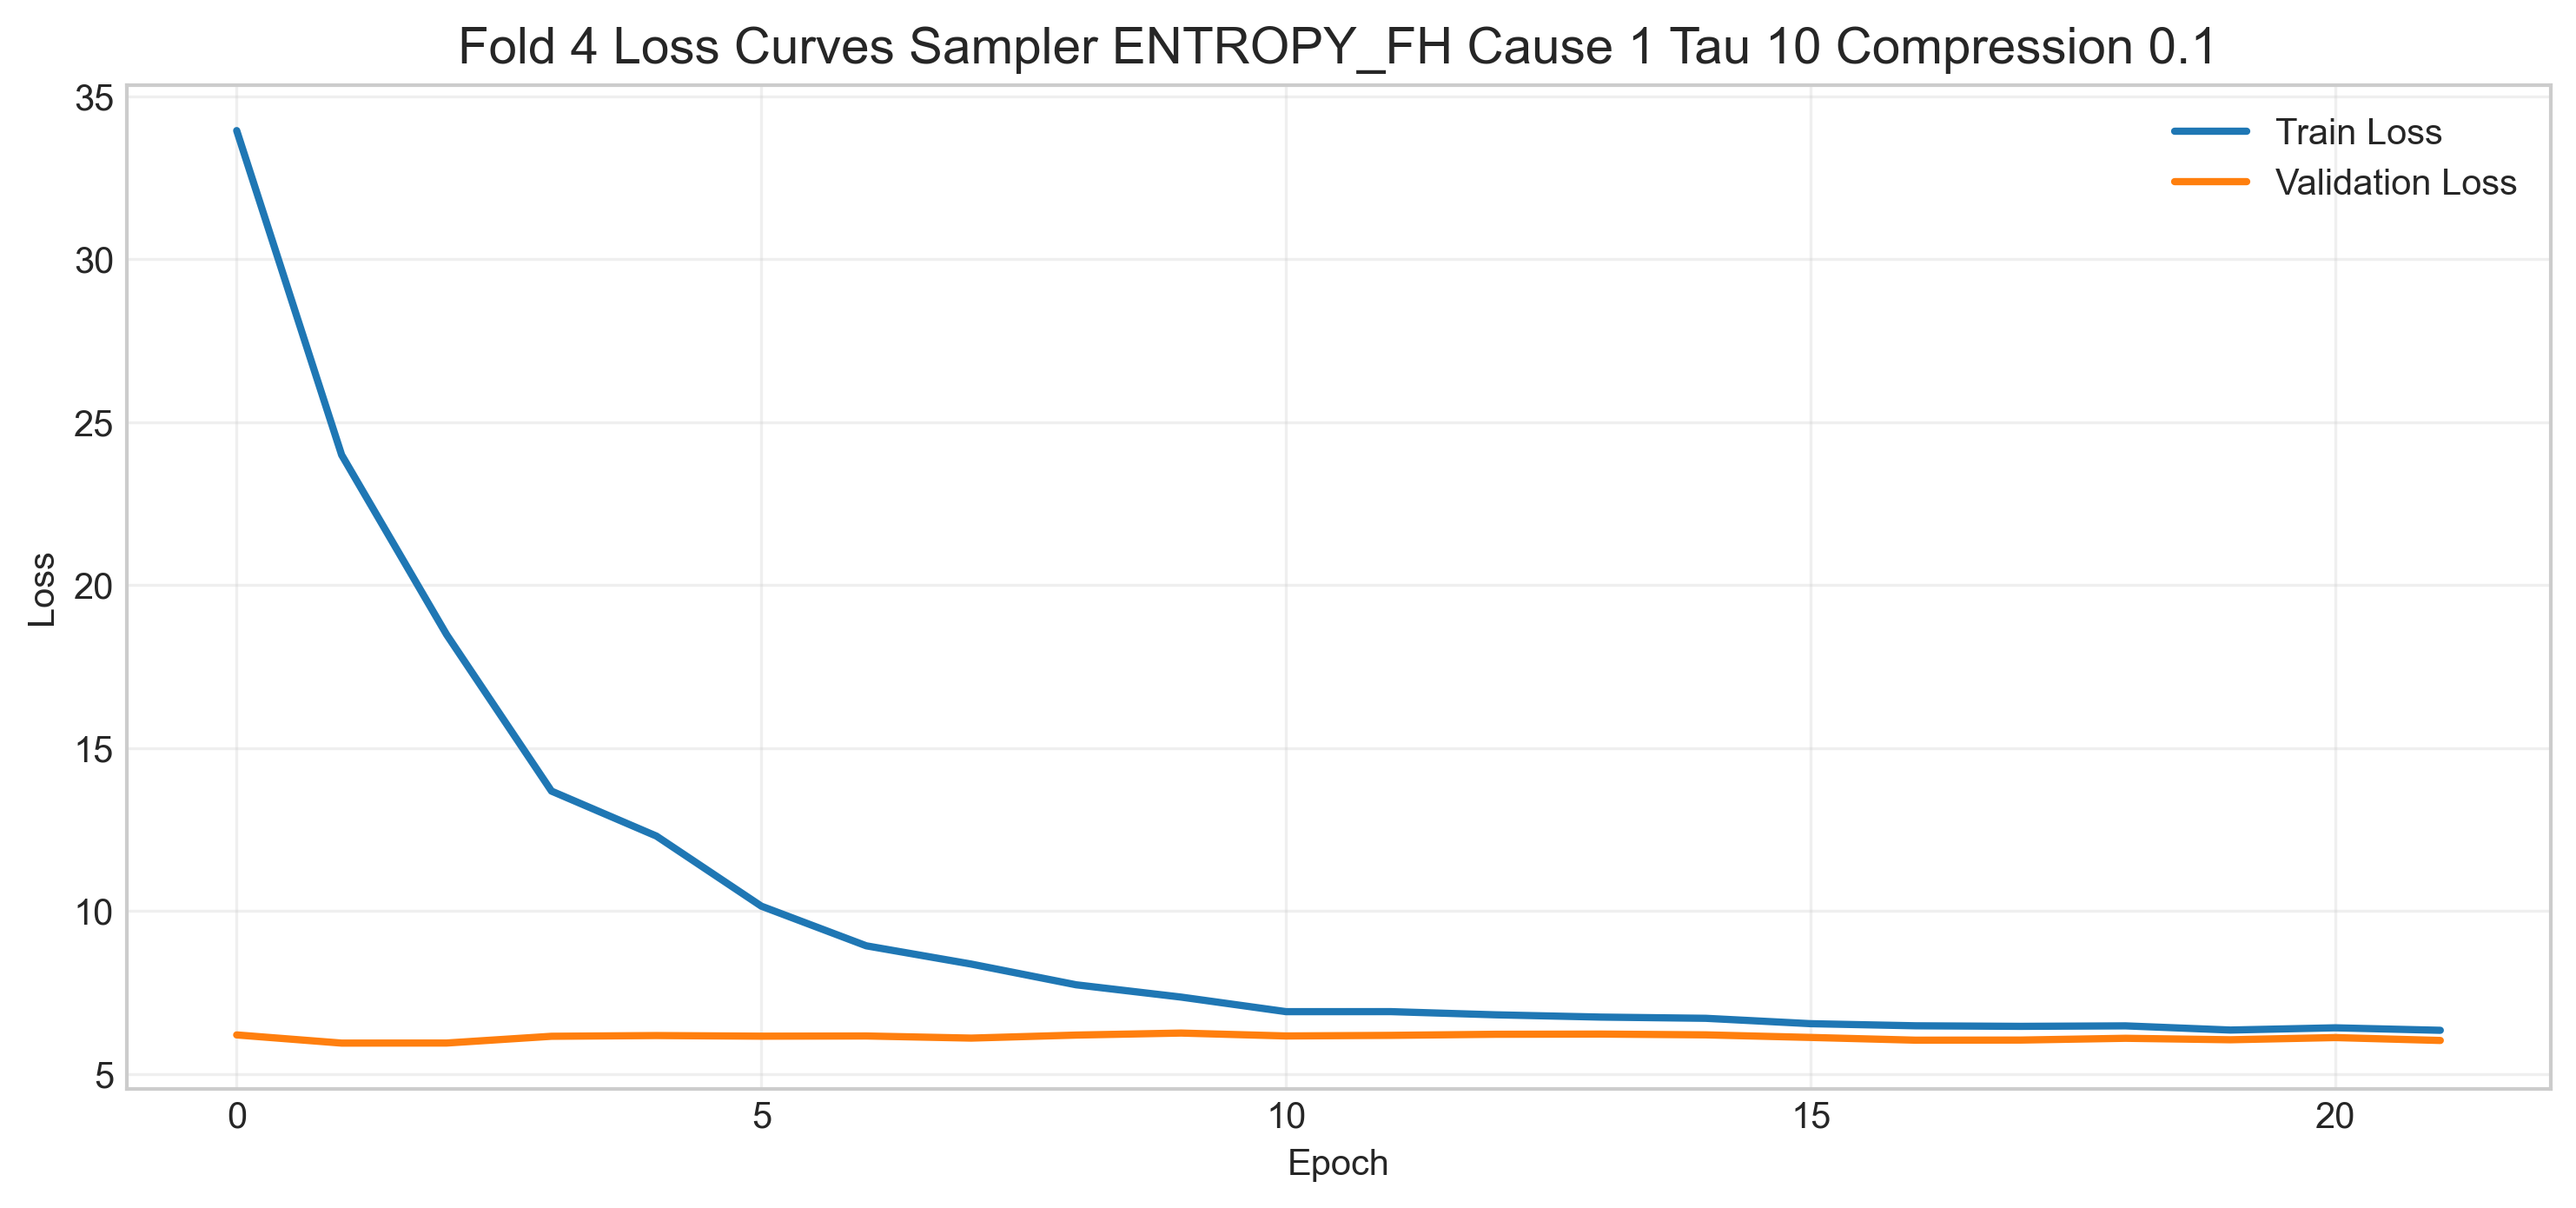 Fold 4 Loss Curves Sampler ENTROPY_FH Cause 1 Tau 10 Compression 0.1
35
30
25
20
15
10
5
Loss
Train Loss
Validation Loss
0 5 10 15 20
Epoch